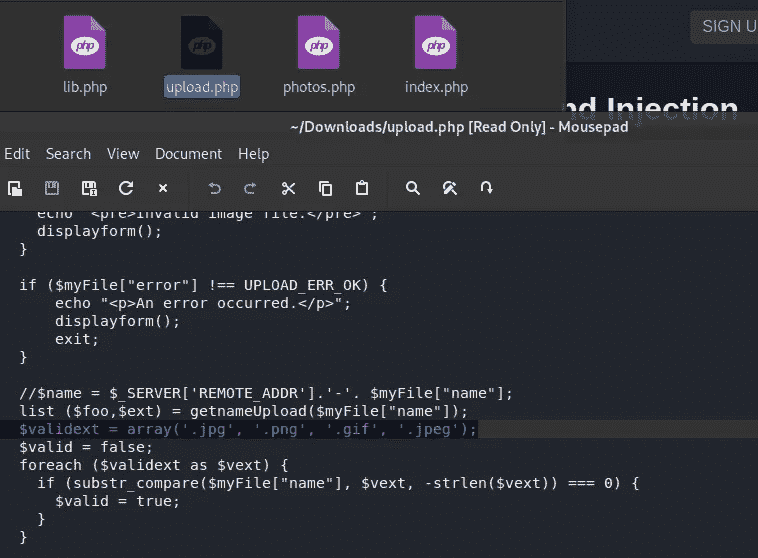 php php php php
SIGN U
lib.php upload.php photos.php index.php
nd Injection
~/Downloads/upload.php [Read Only] - Mousepad
Edit Search View Document Help
echo "<pre>Invalid image file.</pre>";
displayform();
}
if ($myFile["error"] !== UPLOAD_ERR_OK) {
echo "<p>An error occurred.</p>";
displayform();
exit;
}
//$name = $_SERVER['REMOTE_ADDR'].'-'. $myFile["name"];
list ($foo,$ext) = getnameUpload($myFile["name"]);
$validext = array('.jpg', '.png', '.gif', '.jpeg');
$valid = false;
foreach ($validext as $vext) {
if (substr_compare($myFile["name"], $vext, -strlen($vext)) === 0) {
$valid = true;
}
}